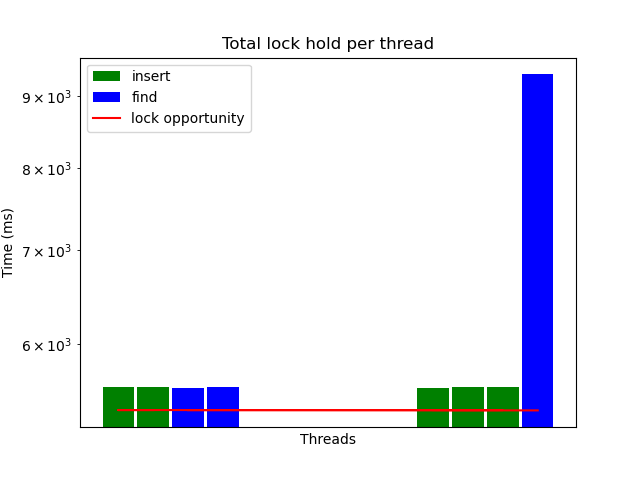 Total lock hold per thread
insert
find
lock opportunity
9 × 10³
8 × 10³
7 × 10³
6 × 10³
Time (ms)
Threads